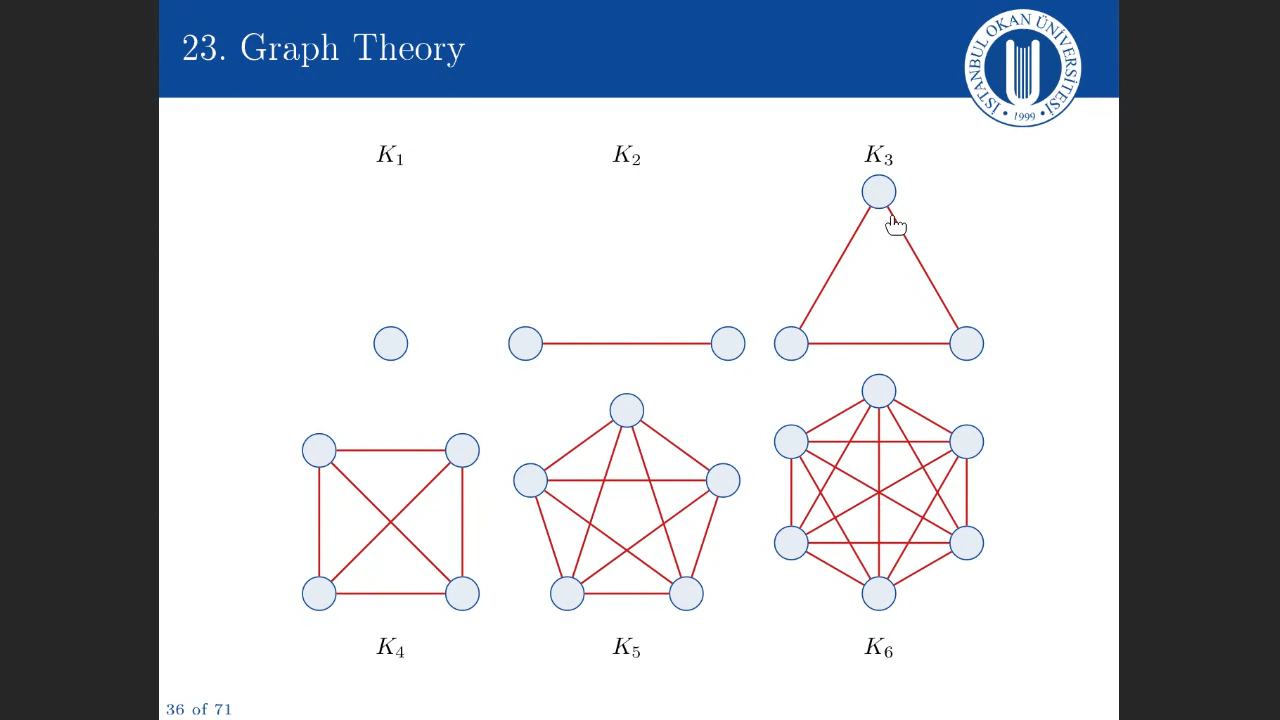 23. Graph Theory
İSTANBUL OKAN ÜNİVERSİTESİ
• 1999 •
K₁ K₂ K₃
K₄ K₅ K₆
36 of 71